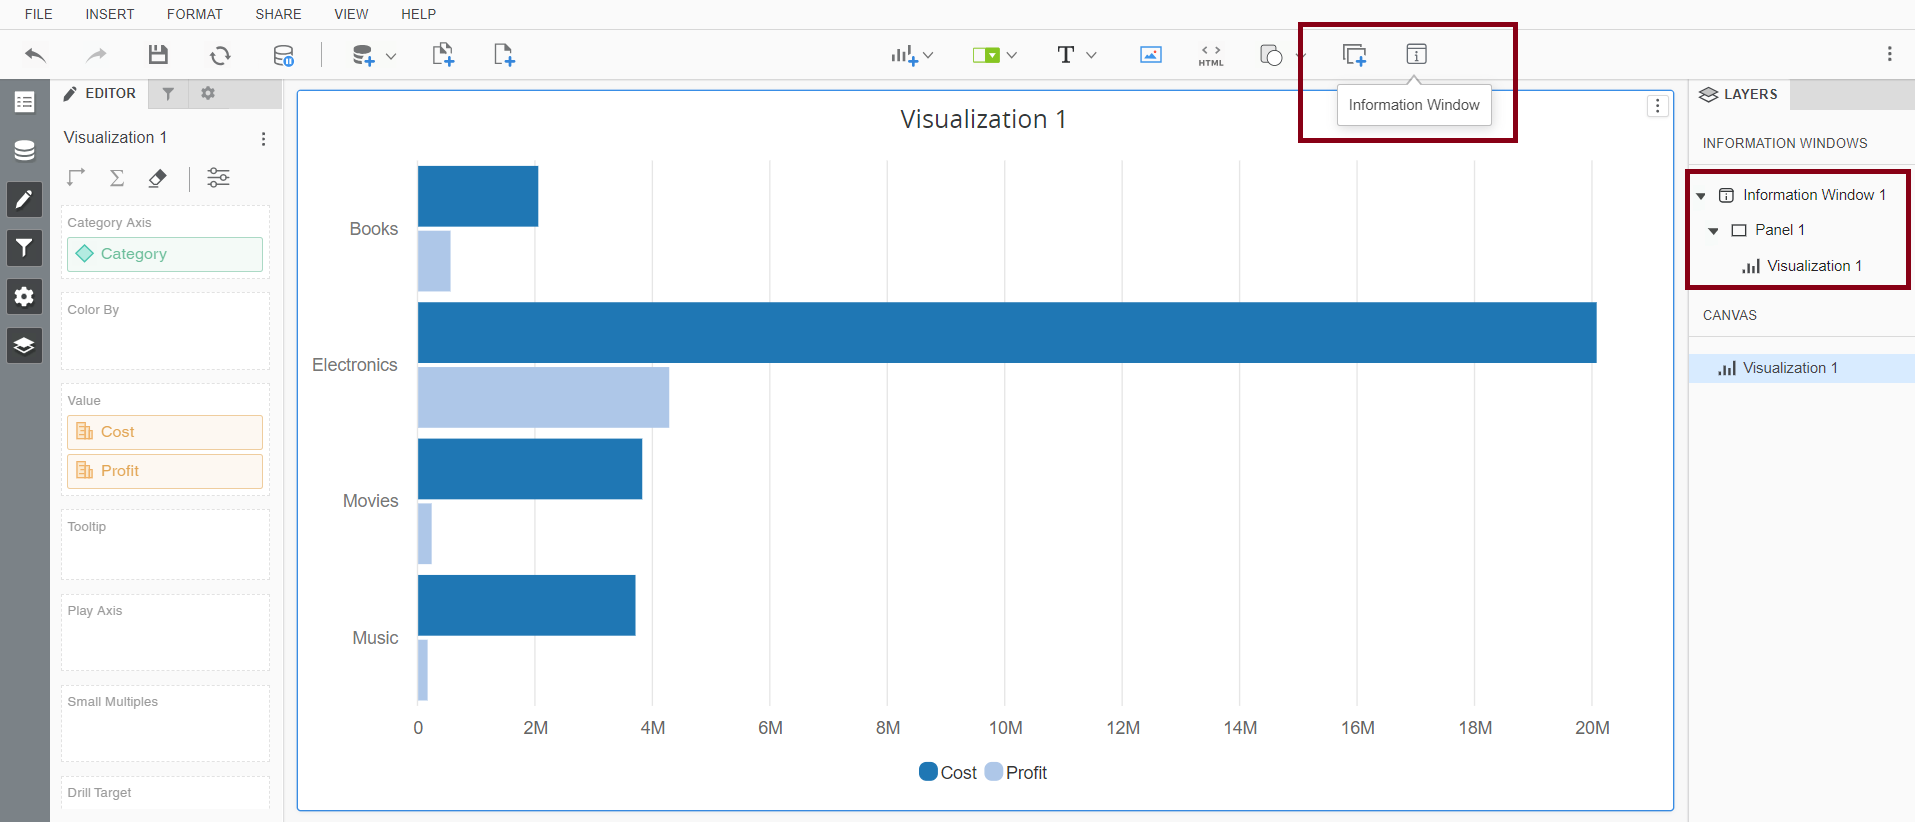 FILE INSERT FORMAT SHARE VIEW HELP
T
HTML
Information Window
EDITOR
Visualization 1
Category Axis
Category
Color By
Value
Cost
Profit
Tooltip
Play Axis
Small Multiples
Drill Target
Visualization 1
Books
Electronics
Movies
Music
0 2M 4M 6M 8M 10M 12M 14M 16M 18M 20M
Cost Profit
LAYERS
INFORMATION WINDOWS
Information Window 1
Panel 1
Visualization 1
CANVAS
Visualization 1